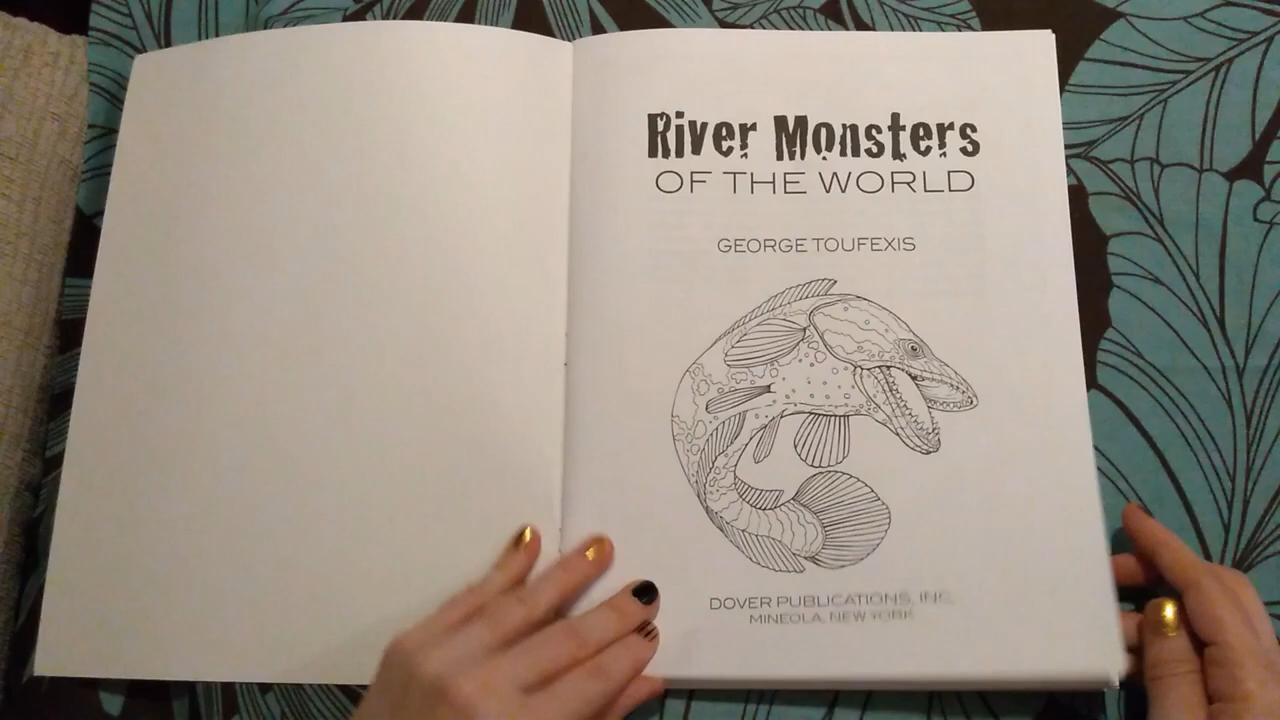 River Monsters
OF THE WORLD
GEORGE TOUFEXIS
DOVER PUBLICATIONS, INC.
MINEOLA, NEW YORK